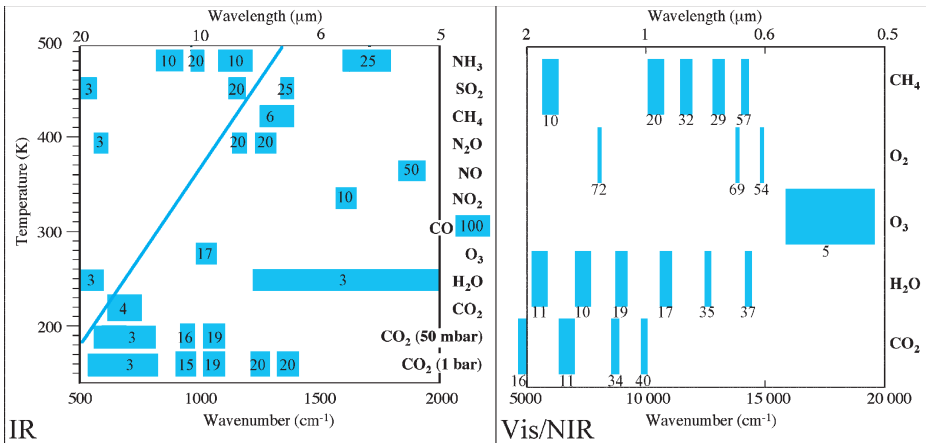 Wavelength (μm)
20 10 6 5
500
400
300
200
Temperature (K)
10 20 10 25 NH₃
3 20 25 SO₂
6 CH₄
3 20 20 N₂O
50 NO
10 NO₂
CO 100
17 O₃
3 3 H₂O
4 CO₂
3 16 19 CO₂ (50 mbar)
3 15 19 20 20 CO₂ (1 bar)
500 1000 1500 2000
Wavenumber (cm⁻¹)
IR
Wavelength (μm)
2 1 0.6 0.5
CH₄
10 20 32 29 57
O₂
72 69 54
O₃
5
H₂O
11 10 19 17 35 37
CO₂
16 11 34 40
5000 10 000 15 000 20 000
Wavenumber (cm⁻¹)
Vis/NIR